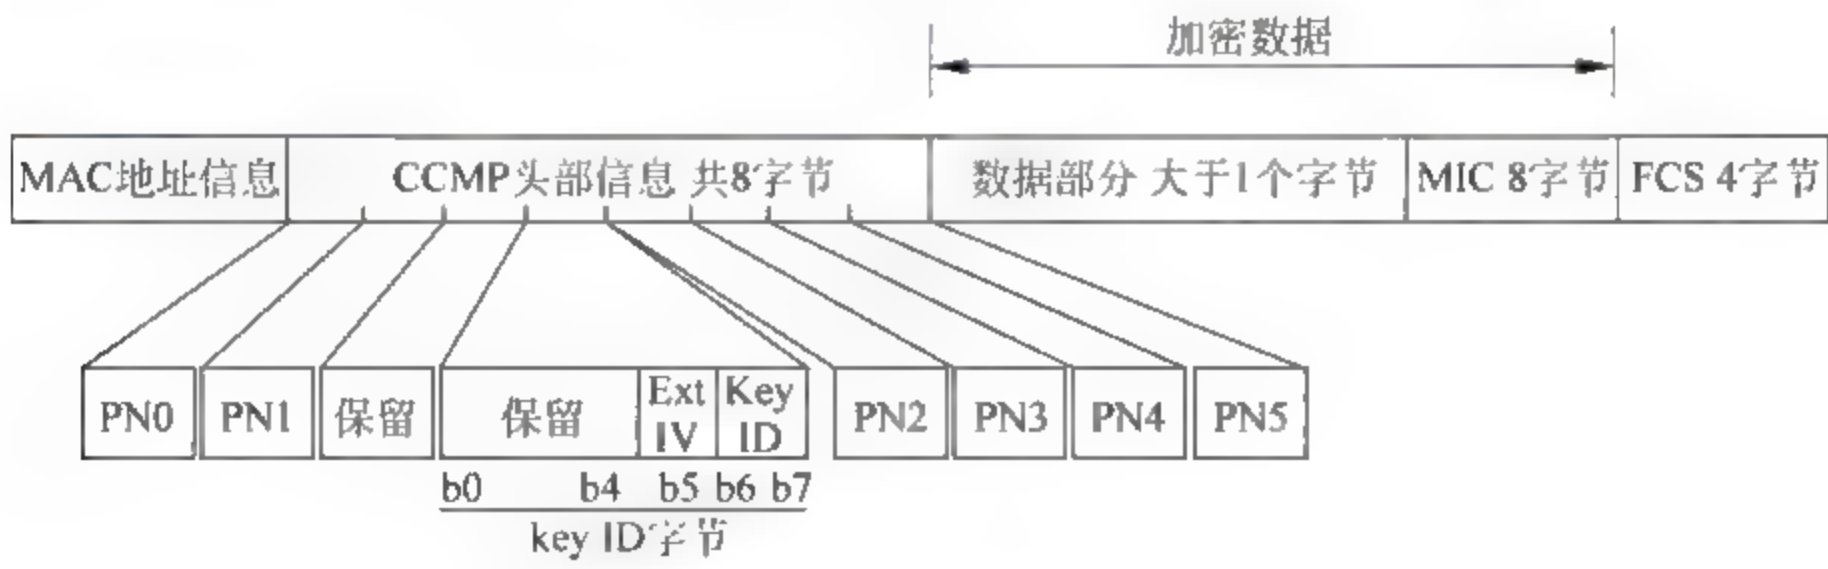 加密数据
MAC地址信息 CCMP头部信息 共8字节 数据部分 大于1个字节 MIC 8字节 FCS 4字节
PN0 PN1 保留 保留 Ext IV Key ID PN2 PN3 PN4 PN5
b0 b4 b5 b6 b7
key ID字节